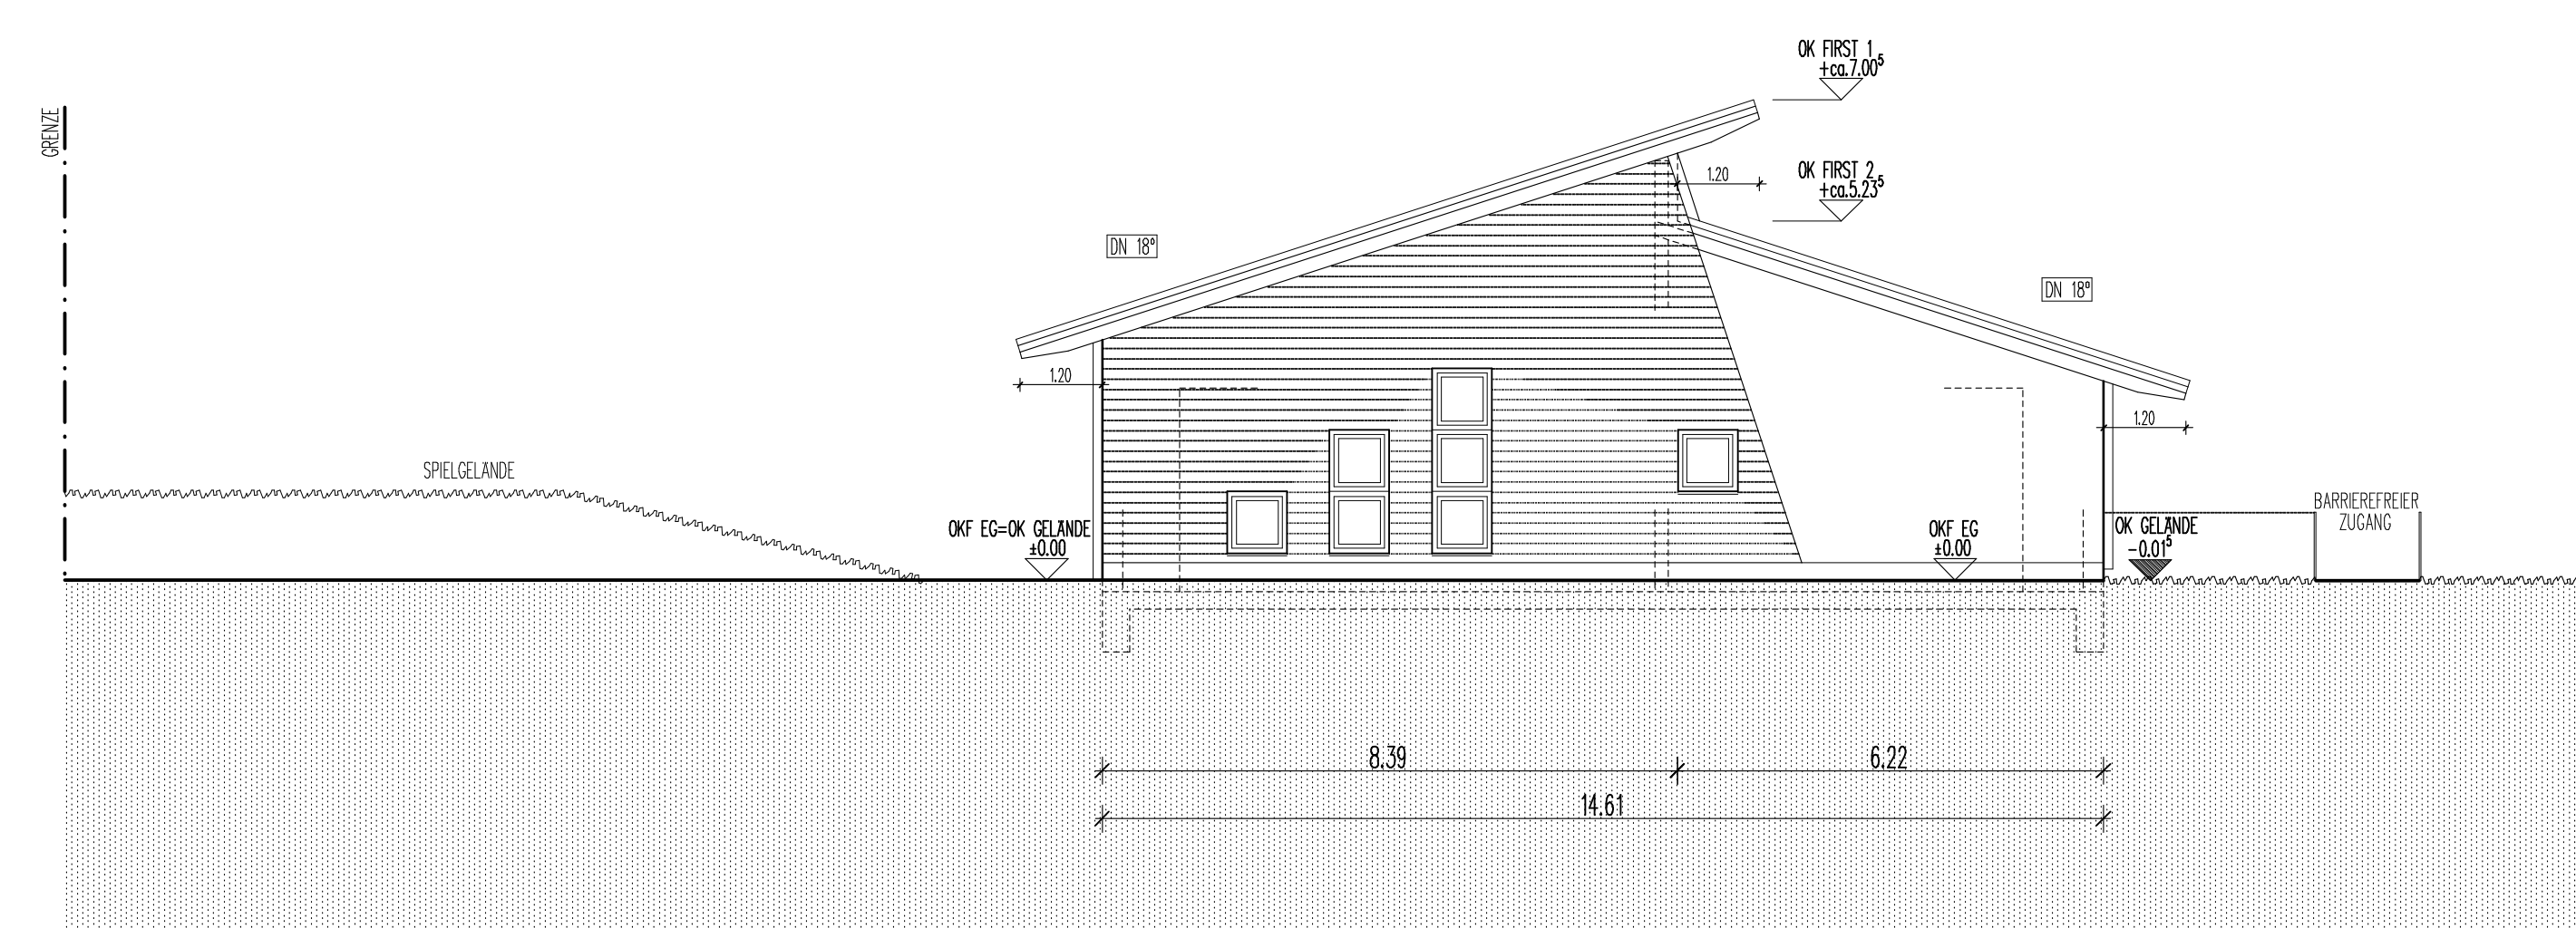 OK FIRST 1
+ca.7.00⁵
GRENZE
OK FIRST 2
+ca.5.23⁵
1.20
DN 18°
DN 18°
1.20
1.20
SPIELGELÄNDE
BARRIEREFREIER
ZUGANG
OKF EG=OK GELÄNDE
±0.00
OKF EG
±0.00
OK GELÄNDE
-0.01⁵
8.39
6.22
14.61